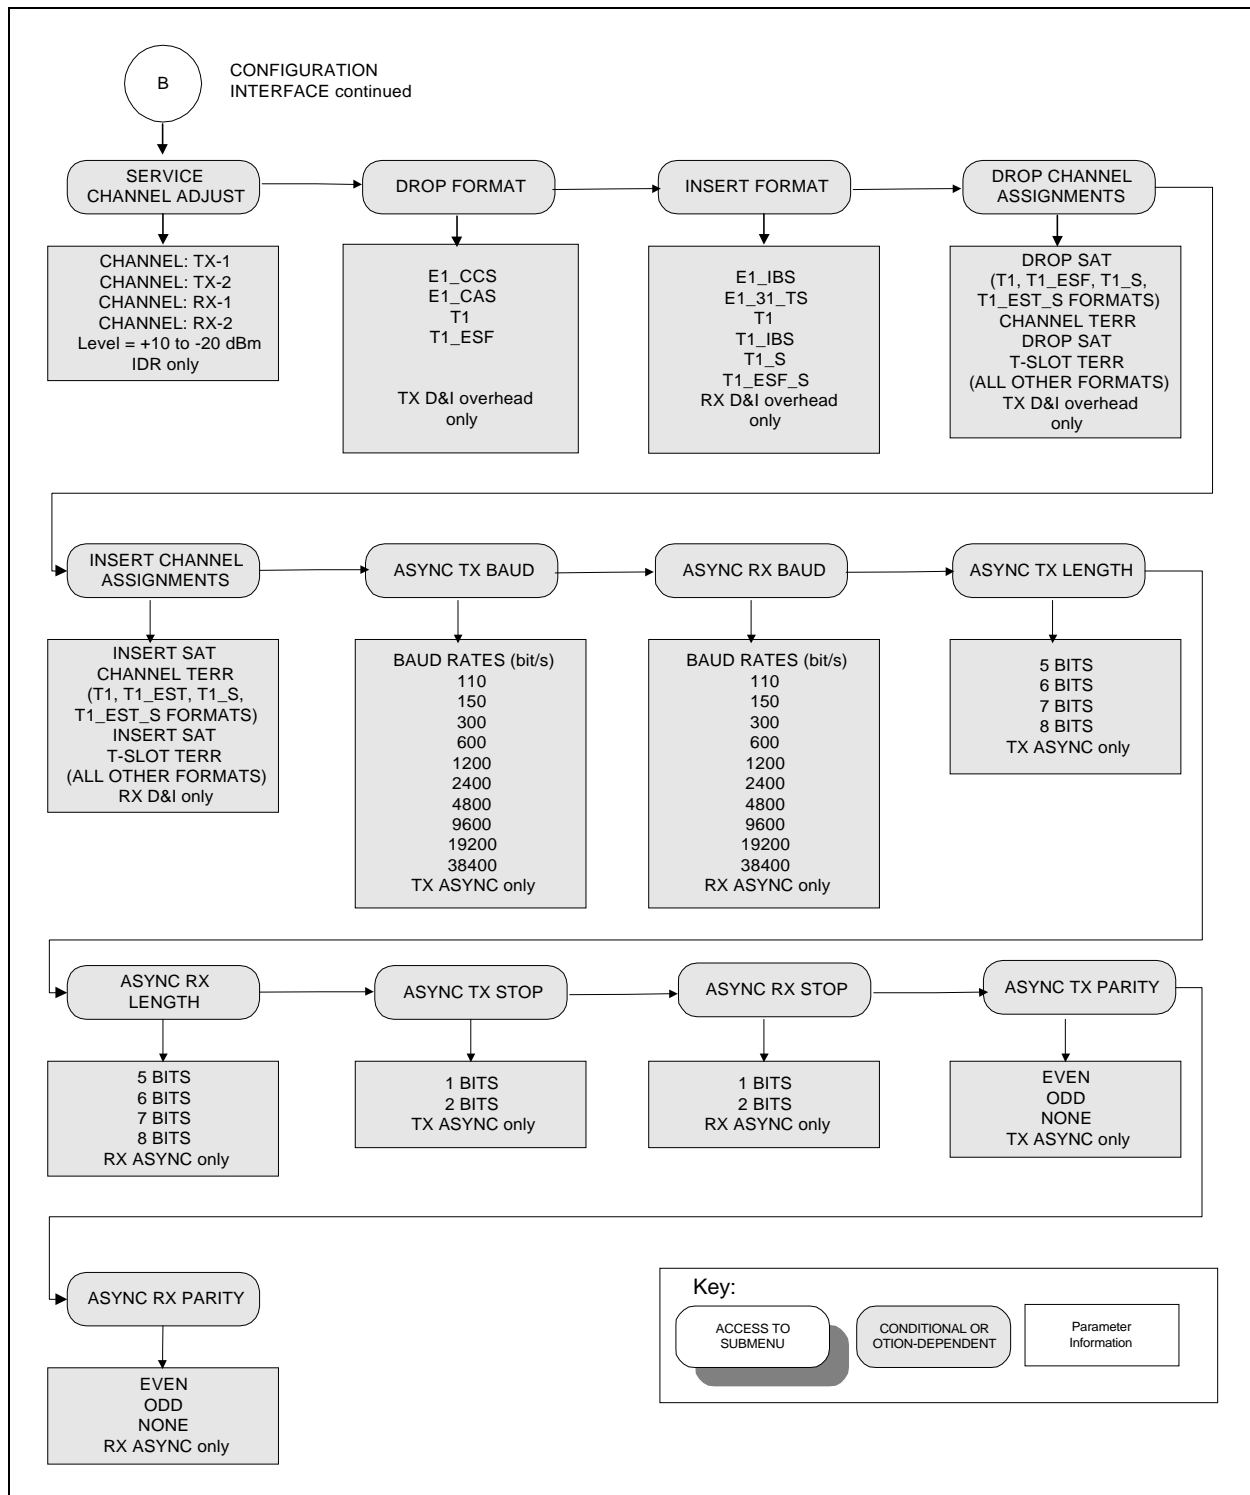 B
CONFIGURATION
INTERFACE continued
SERVICE
CHANNEL ADJUST
DROP FORMAT
INSERT FORMAT
DROP CHANNEL
ASSIGNMENTS
CHANNEL: TX-1
CHANNEL: TX-2
CHANNEL: RX-1
CHANNEL: RX-2
Level = +10 to -20 dBm
IDR only
E1_CCS
E1_CAS
T1
T1_ESF
TX D&I overhead
only
E1_IBS
E1_31_TS
T1
T1_IBS
T1_S
T1_ESF_S
RX D&I overhead
only
DROP SAT
(T1, T1_ESF, T1_S,
T1_EST_S FORMATS)
CHANNEL TERR
DROP SAT
T-SLOT TERR
(ALL OTHER FORMATS)
TX D&I overhead
only
INSERT CHANNEL
ASSIGNMENTS
ASYNC TX BAUD
ASYNC RX BAUD
ASYNC TX LENGTH
INSERT SAT
CHANNEL TERR
(T1, T1_EST, T1_S,
T1_EST_S FORMATS)
INSERT SAT
T-SLOT TERR
(ALL OTHER FORMATS)
RX D&I only
BAUD RATES (bit/s)
110
150
300
600
1200
2400
4800
9600
19200
38400
TX ASYNC only
BAUD RATES (bit/s)
110
150
300
600
1200
2400
4800
9600
19200
38400
RX ASYNC only
5 BITS
6 BITS
7 BITS
8 BITS
TX ASYNC only
ASYNC RX
LENGTH
ASYNC TX STOP
ASYNC RX STOP
ASYNC TX PARITY
5 BITS
6 BITS
7 BITS
8 BITS
RX ASYNC only
1 BITS
2 BITS
TX ASYNC only
1 BITS
2 BITS
RX ASYNC only
EVEN
ODD
NONE
TX ASYNC only
ASYNC RX PARITY
EVEN
ODD
NONE
RX ASYNC only
Key:
ACCESS TO
SUBMENU
CONDITIONAL OR
OTION-DEPENDENT
Parameter
Information